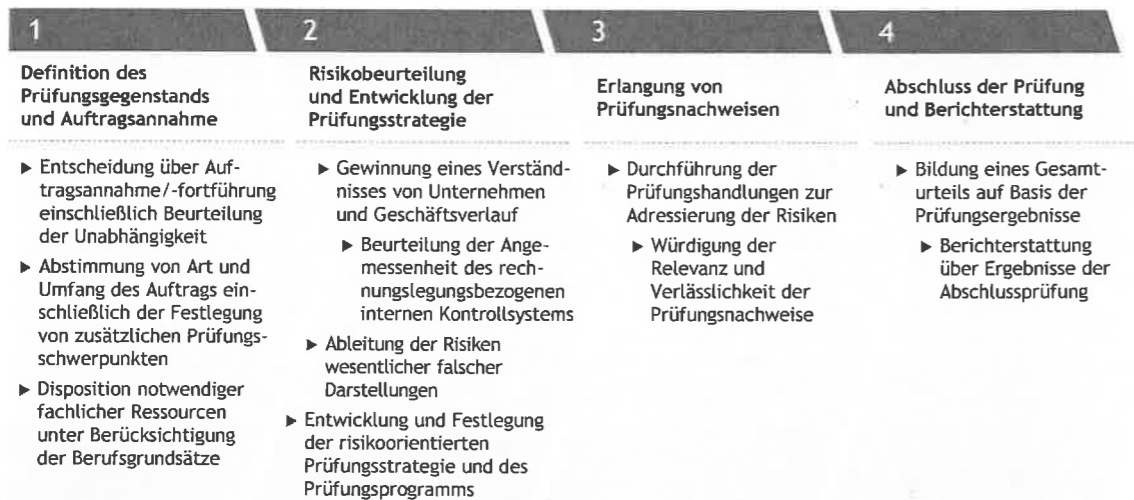 1
Definition des
Prüfungsgegenstands
und Auftragsannahme
▶ Entscheidung über Auf-
tragsannahme/-fortführung
einschließlich Beurteilung
der Unabhängigkeit
▶ Abstimmung von Art und
Umfang des Auftrags ein-
schließlich der Festlegung
von zusätzlichen Prüfungs-
schwerpunkten
▶ Disposition notwendiger
fachlicher Ressourcen
unter Berücksichtigung
der Berufsgrundsätze
2
Risikobeurteilung
und Entwicklung der
Prüfungsstrategie
▶ Gewinnung eines Verständ-
nisses von Unternehmen
und Geschäftsverlauf
▶ Beurteilung der Ange-
messenheit des rech-
nungslegungsbezogenen
internen Kontrollsystems
▶ Ableitung der Risiken
wesentlicher falscher
Darstellungen
▶ Entwicklung und Festlegung
der risikoorientierten
Prüfungsstrategie und des
Prüfungsprogramms
3
Erlangung von
Prüfungsnachweisen
▶ Durchführung der
Prüfungshandlungen zur
Adressierung der Risiken
▶ Würdigung der
Relevanz und
Verlässlichkeit der
Prüfungsnachweise
4
Abschluss der Prüfung
und Berichterstattung
▶ Bildung eines Gesamt-
urteils auf Basis der
Prüfungsergebnisse
▶ Berichterstattung
über Ergebnisse der
Abschlussprüfung